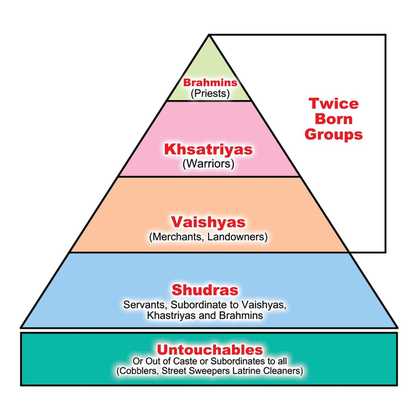 Brahmins
(Priests)
Twice
Born
Groups
Khsatriyas
(Warriors)
Vaishyas
(Merchants, Landowners)
Shudras
Servants, Subordinate to Vaishyas,
Khastriyas and Brahmins
Untouchables
Or Out of Caste or Subordinates to all
(Cobblers, Street Sweepers Latrine Cleaners)